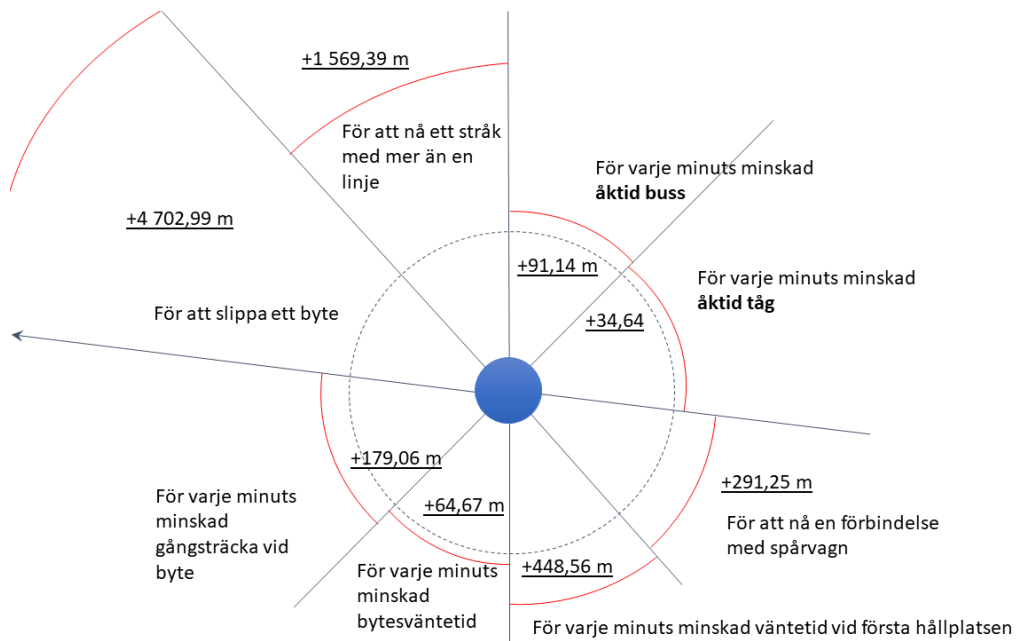 +1 569,39 m
För att nå ett stråk
med mer än en
linje
För varje minuts minskad
åktid buss
+4 702,99 m
+91,14 m
För varje minuts minskad
åktid tåg
För att slippa ett byte
+34,64
+179,06 m
+291,25 m
För varje minuts
minskad
gångsträcka vid
byte
+64,67 m
För att nå en förbindelse
med spårvagn
För varje minuts
minskad
bytesväntetid
+448,56 m
För varje minuts minskad väntetid vid första hållplatsen